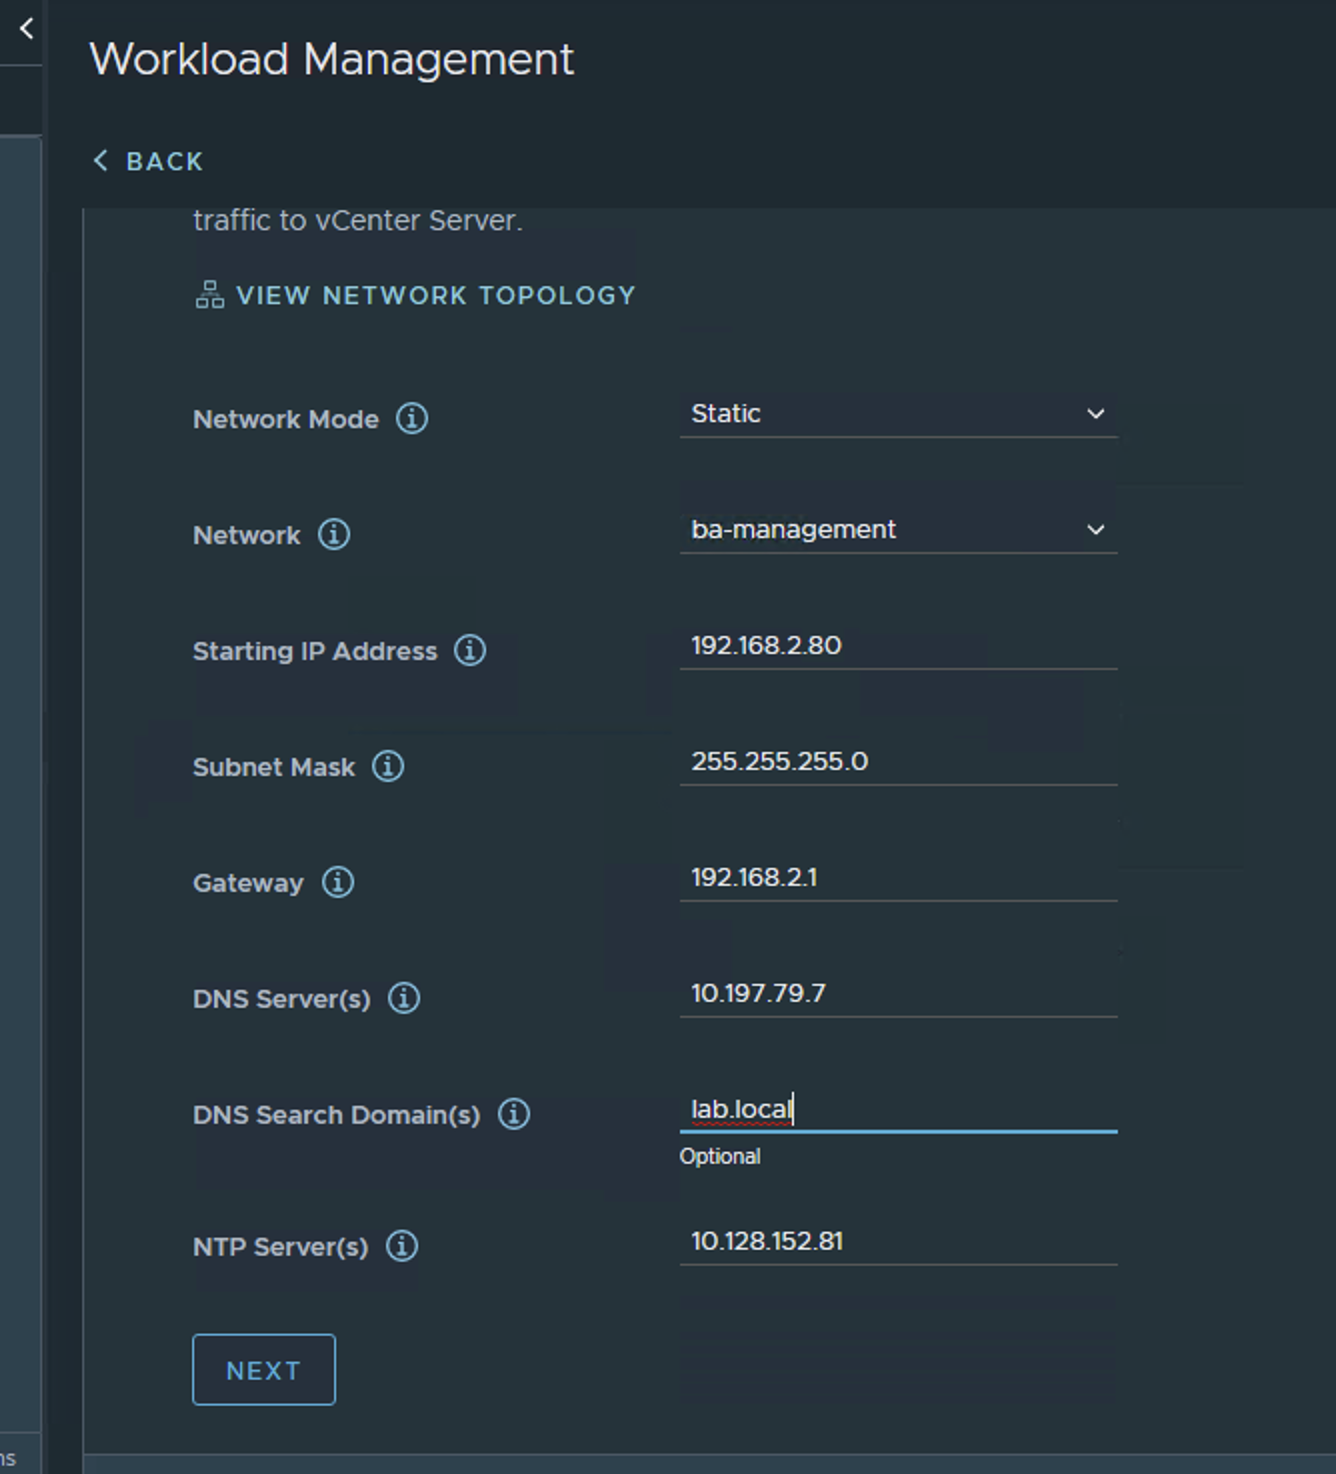 Workload Management
BACK
traffic to vCenter Server.
VIEW NETWORK TOPOLOGY
Network Mode Static
Network ba-management
Starting IP Address 192.168.2.80
Subnet Mask 255.255.255.0
Gateway 192.168.2.1
DNS Server(s) 10.197.79.7
DNS Search Domain(s) lab.local
Optional
NTP Server(s) 10.128.152.81
NEXT
ns